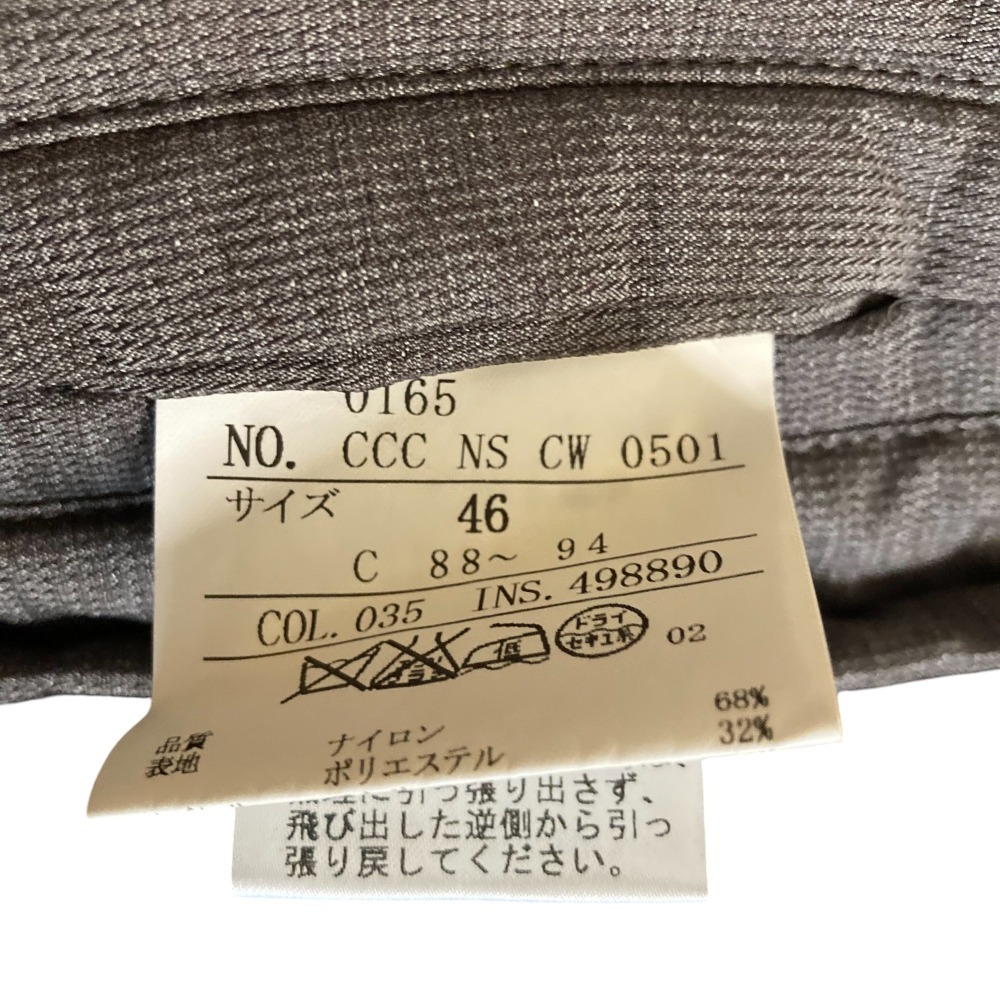 0165
NO. CCC NS CW 0501
サイズ 46
C 88~ 94
COL. 035 INS. 498890
低 ドライ セキユ系 02
品質
表地 ナイロン 68%
ポリエステル 32%
引っ張り出さず、
飛び出した逆側から引っ
張り戻してください。